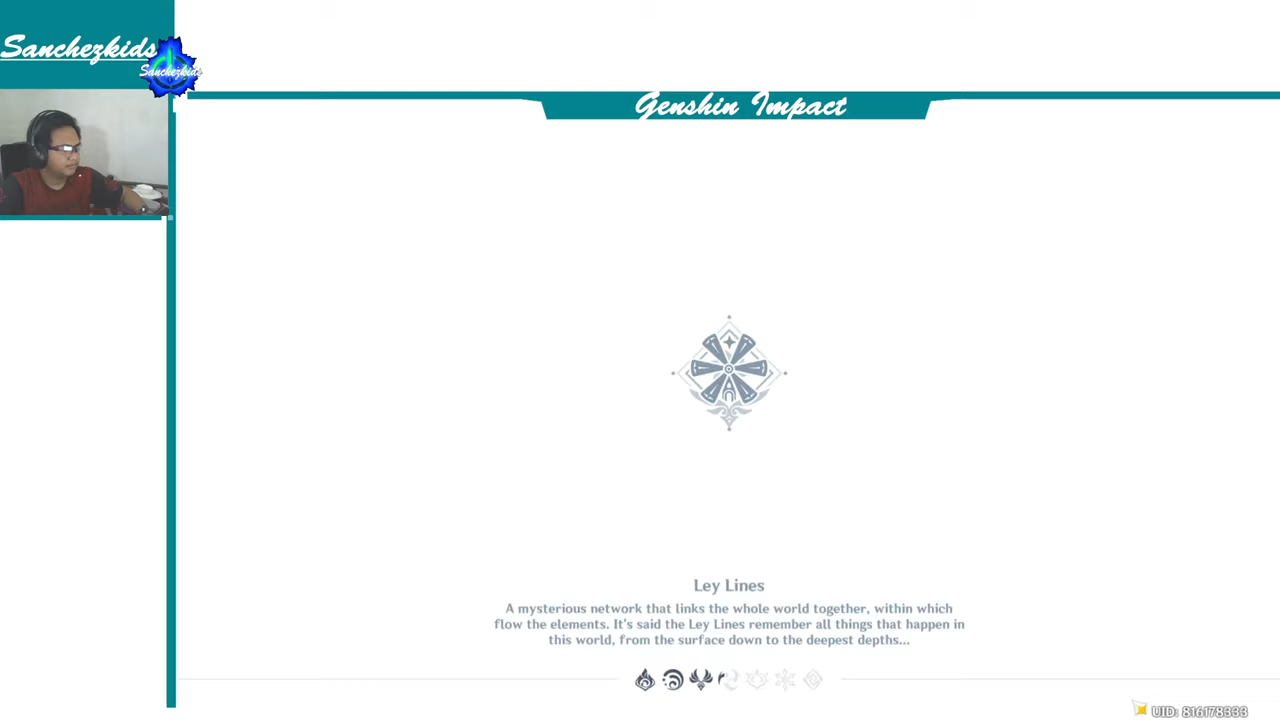 Sanchezkids
Sanchezkids
Genshin Impact
Ley Lines
A mysterious network that links the whole world together, within which
flow the elements. It's said the Ley Lines remember all things that happen in
this world, from the surface down to the deepest depths...
UID: 816178333